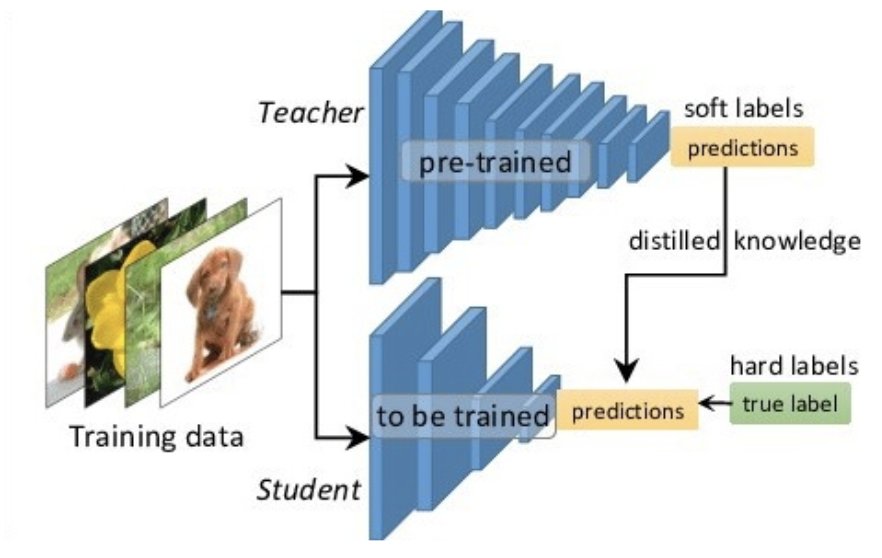 Teacher
pre-trained
soft labels
predictions
distilled knowledge
Training data
hard labels
to be trained
predictions
true label
Student